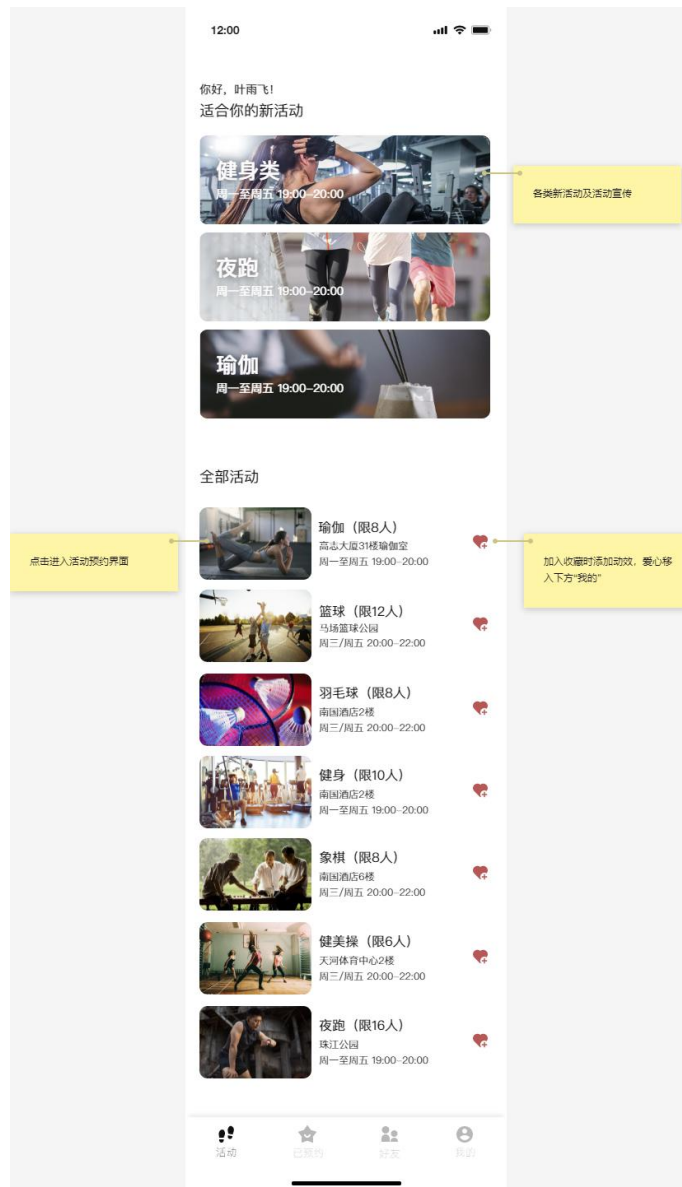 12:00
你好，叶雨飞！
适合你的新活动
健身类
周一至周五 19:00-20:00
各类新活动及活动宣传
夜跑
周一至周五 19:00-20:00
瑜伽
周一至周五 19:00-20:00
全部活动
瑜伽（限8人）
高志大厦31楼瑜伽室
周一至周五 19:00-20:00
点击进入活动预约界面
加入收藏时添加动效，爱心移
入下方“我的”
篮球（限12人）
马场篮球公园
周三/周五 20:00-22:00
羽毛球（限8人）
南国酒店2楼
周三/周五 20:00-22:00
健身（限10人）
南国酒店2楼
周一至周五 19:00-20:00
象棋（限8人）
南国酒店6楼
周三/周五 20:00-22:00
健美操（限6人）
天河体育中心2楼
周三/周五 20:00-22:00
夜跑（限16人）
珠江公园
周一至周五 19:00-20:00
活动
已预约
好友
我的